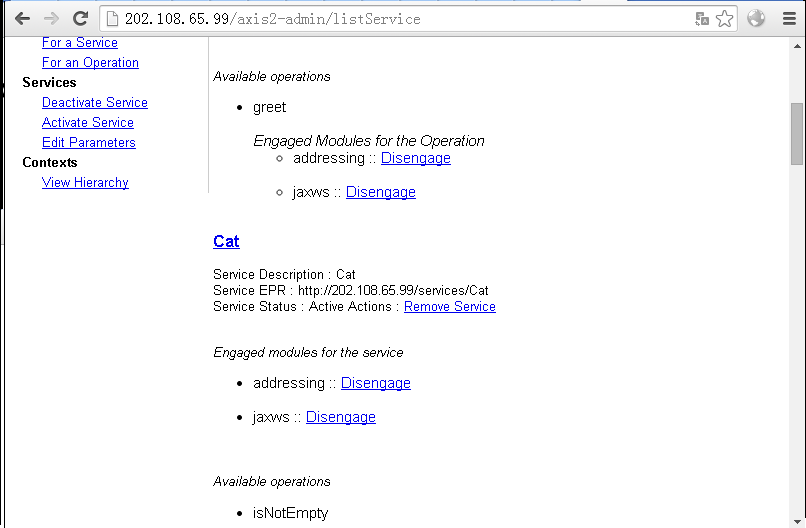 202.108.65.99/axis2-admin/listService
For a Service
For an Operation
Services
Deactivate Service
Activate Service
Edit Parameters
Contexts
View Hierarchy
Available operations
greet
Engaged Modules for the Operation
addressing :: Disengage
jaxws :: Disengage
Cat
Service Description : Cat
Service EPR : http://202.108.65.99/services/Cat
Service Status : Active Actions : Remove Service
Engaged modules for the service
addressing :: Disengage
jaxws :: Disengage
Available operations
isNotEmpty